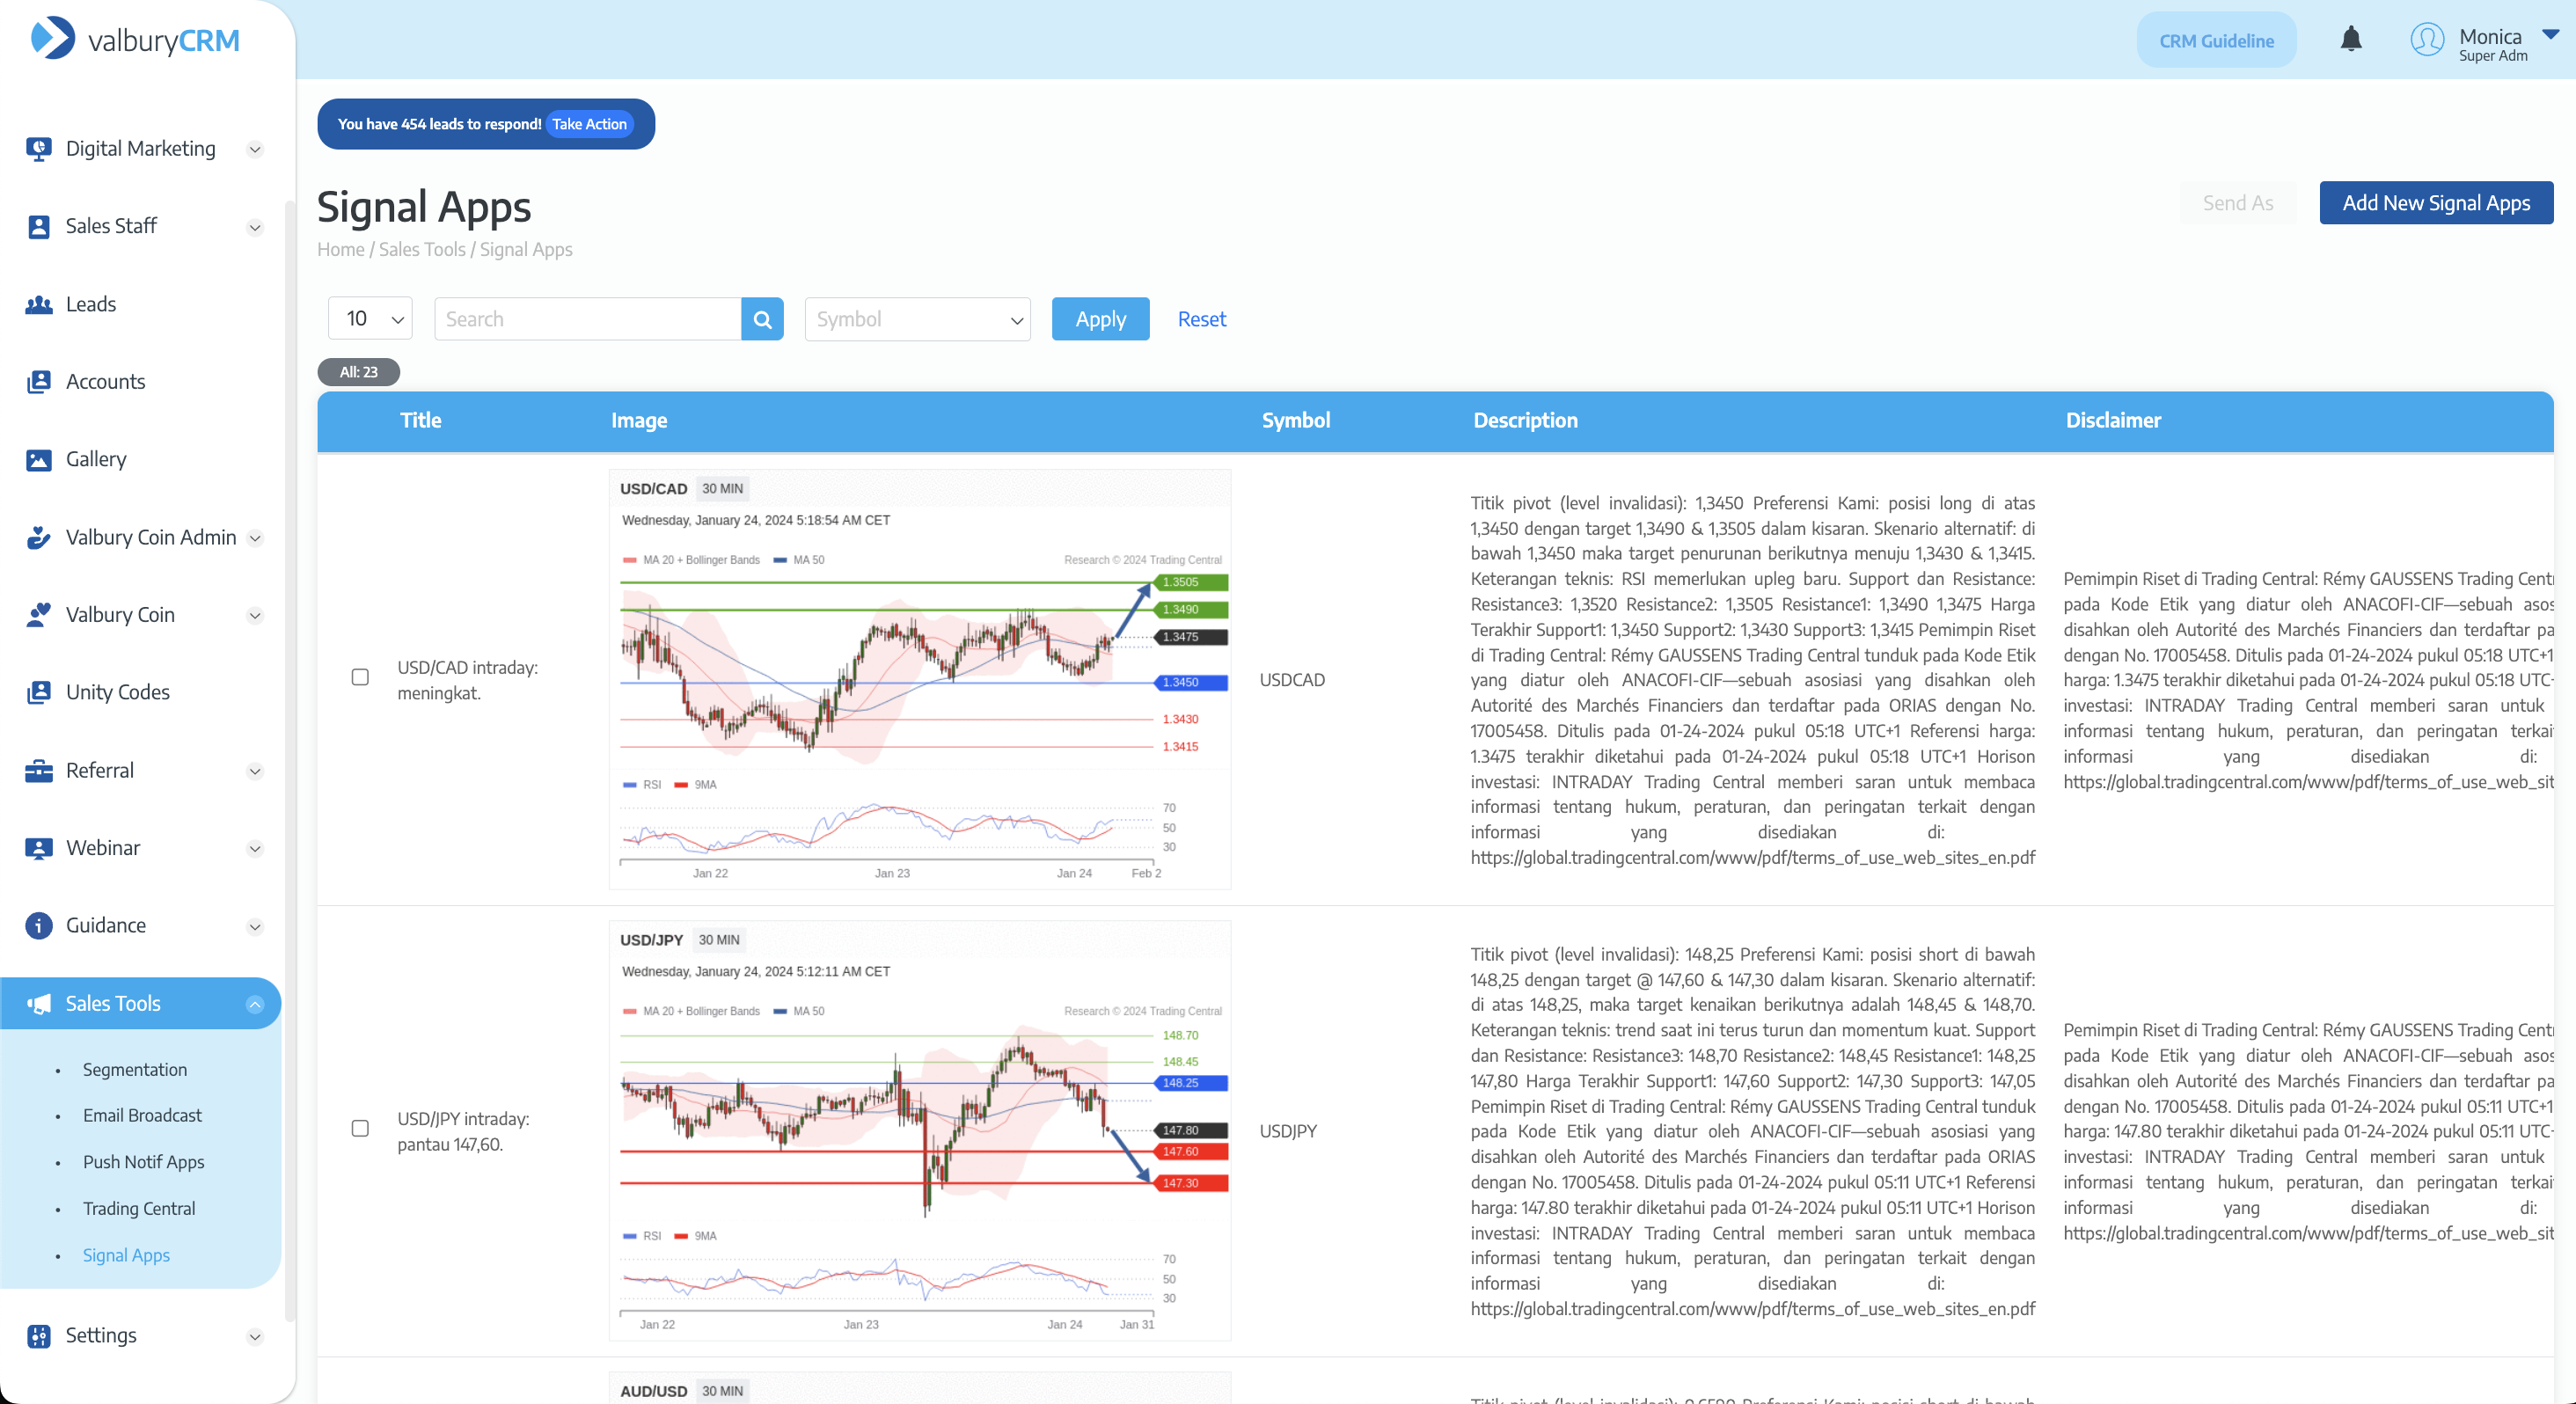 valburyCRM
CRM Guideline
Monica
Super Adm
Digital Marketing
Sales Staff
Leads
Accounts
Gallery
Valbury Coin Admin
Valbury Coin
Unity Codes
Referral
Webinar
Guidance
Sales Tools
Segmentation
Email Broadcast
Push Notif Apps
Trading Central
Signal Apps
Settings
You have 454 leads to respond! Take Action
Signal Apps
Home / Sales Tools / Signal Apps
Send As
Add New Signal Apps
10
Search
Symbol
Apply
Reset
All: 23
Title
Image
Symbol
Description
Disclaimer
USD/CAD intraday:
meningkat.
USD/CAD 30 MIN
Wednesday, January 24, 2024 5:18:54 AM CET
MA 20 + Bollinger Bands MA 50
Research © 2024 Trading Central
1.3505
1.3490
1.3475
1.3450
1.3430
1.3415
RSI 9MA
70
50
30
Jan 22 Jan 23 Jan 24 Feb 2
USDCAD
Titik pivot (level invalidasi): 1,3450 Preferensi Kami: posisi long di atas
1,3450 dengan target 1,3490 & 1,3505 dalam kisaran. Skenario alternatif: di
bawah 1,3450 maka target penurunan berikutnya menuju 1,3430 & 1,3415.
Keterangan teknis: RSI memerlukan upleg baru. Support dan Resistance:
Resistance3: 1,3520 Resistance2: 1,3505 Resistance1: 1,3490 1,3475 Harga
Terakhir Support1: 1,3450 Support2: 1,3430 Support3: 1,3415 Pemimpin Riset
di Trading Central: Rémy GAUSSENS Trading Central tunduk pada Kode Etik
yang diatur oleh ANACOFI-CIF—sebuah asosiasi yang disahkan oleh
Autorité des Marchés Financiers dan terdaftar pada ORIAS dengan No.
17005458. Ditulis pada 01-24-2024 pukul 05:18 UTC+1 Referensi harga:
1.3475 terakhir diketahui pada 01-24-2024 pukul 05:18 UTC+1 Horison
investasi: INTRADAY Trading Central memberi saran untuk membaca
informasi tentang hukum, peraturan, dan peringatan terkait dengan
informasi yang disediakan di:
https://global.tradingcentral.com/www/pdf/terms_of_use_web_sites_en.pdf
Pemimpin Riset di Trading Central: Rémy GAUSSENS Trading Cent
pada Kode Etik yang diatur oleh ANACOFI-CIF—sebuah asos
disahkan oleh Autorité des Marchés Financiers dan terdaftar pa
dengan No. 17005458. Ditulis pada 01-24-2024 pukul 05:18 UTC+1
harga: 1.3475 terakhir diketahui pada 01-24-2024 pukul 05:18 UTC
investasi: INTRADAY Trading Central memberi saran untuk
informasi tentang hukum, peraturan, dan peringatan terkai
informasi yang disediakan di:
https://global.tradingcentral.com/www/pdf/terms_of_use_web_sit
USD/JPY intraday:
pantau 147,60.
USD/JPY 30 MIN
Wednesday, January 24, 2024 5:12:11 AM CET
MA 20 + Bollinger Bands MA 50
Research © 2024 Trading Central
148.70
148.45
148.25
147.80
147.60
147.30
RSI 9MA
70
50
30
Jan 22 Jan 23 Jan 24 Jan 31
USDJPY
Titik pivot (level invalidasi): 148,25 Preferensi Kami: posisi short di bawah
148,25 dengan target @ 147,60 & 147,30 dalam kisaran. Skenario alternatif:
di atas 148,25, maka target kenaikan berikutnya adalah 148,45 & 148,70.
Keterangan teknis: trend saat ini terus turun dan momentum kuat. Support
dan Resistance: Resistance3: 148,70 Resistance2: 148,45 Resistance1: 148,25
147,80 Harga Terakhir Support1: 147,60 Support2: 147,30 Support3: 147,05
Pemimpin Riset di Trading Central: Rémy GAUSSENS Trading Central tunduk
pada Kode Etik yang diatur oleh ANACOFI-CIF—sebuah asosiasi yang
disahkan oleh Autorité des Marchés Financiers dan terdaftar pada ORIAS
dengan No. 17005458. Ditulis pada 01-24-2024 pukul 05:11 UTC+1 Referensi
harga: 147.80 terakhir diketahui pada 01-24-2024 pukul 05:11 UTC+1 Horison
investasi: INTRADAY Trading Central memberi saran untuk membaca
informasi tentang hukum, peraturan, dan peringatan terkait dengan
informasi yang disediakan di:
https://global.tradingcentral.com/www/pdf/terms_of_use_web_sites_en.pdf
Pemimpin Riset di Trading Central: Rémy GAUSSENS Trading Cent
pada Kode Etik yang diatur oleh ANACOFI-CIF—sebuah asos
disahkan oleh Autorité des Marchés Financiers dan terdaftar pa
dengan No. 17005458. Ditulis pada 01-24-2024 pukul 05:11 UTC+1
harga: 147.80 terakhir diketahui pada 01-24-2024 pukul 05:11 UTC
investasi: INTRADAY Trading Central memberi saran untuk
informasi tentang hukum, peraturan, dan peringatan terkai
informasi yang disediakan di:
https://global.tradingcentral.com/www/pdf/terms_of_use_web_sit
AUD/USD 30 MIN